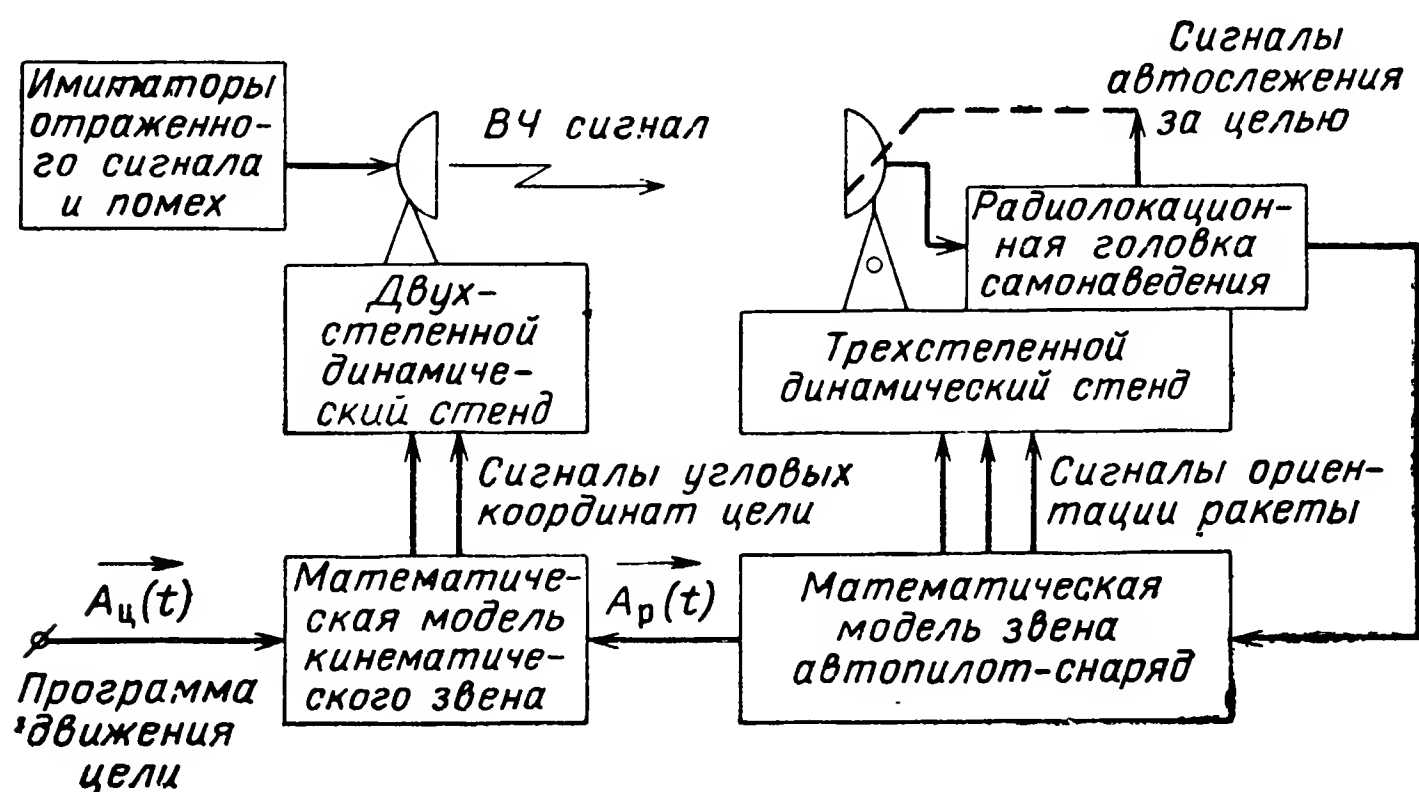 Имитаторы
отраженно-
го сигнала
и помех
ВЧ сигнал
Сигналы
автослежения
за целью
Радиолокацион-
ная головка
самонаведения
Двух-
степенной
динамиче-
ский стенд
Трехстепенной
динамический стенд
Сигналы угловых
координат цели
Сигналы ориен-
тации ракеты
Aц(t)
Математиче-
ская модель
кинематиче-
ского звена
Aр(t)
Математическая
модель звена
автопилот-снаряд
Программа
движения
цели